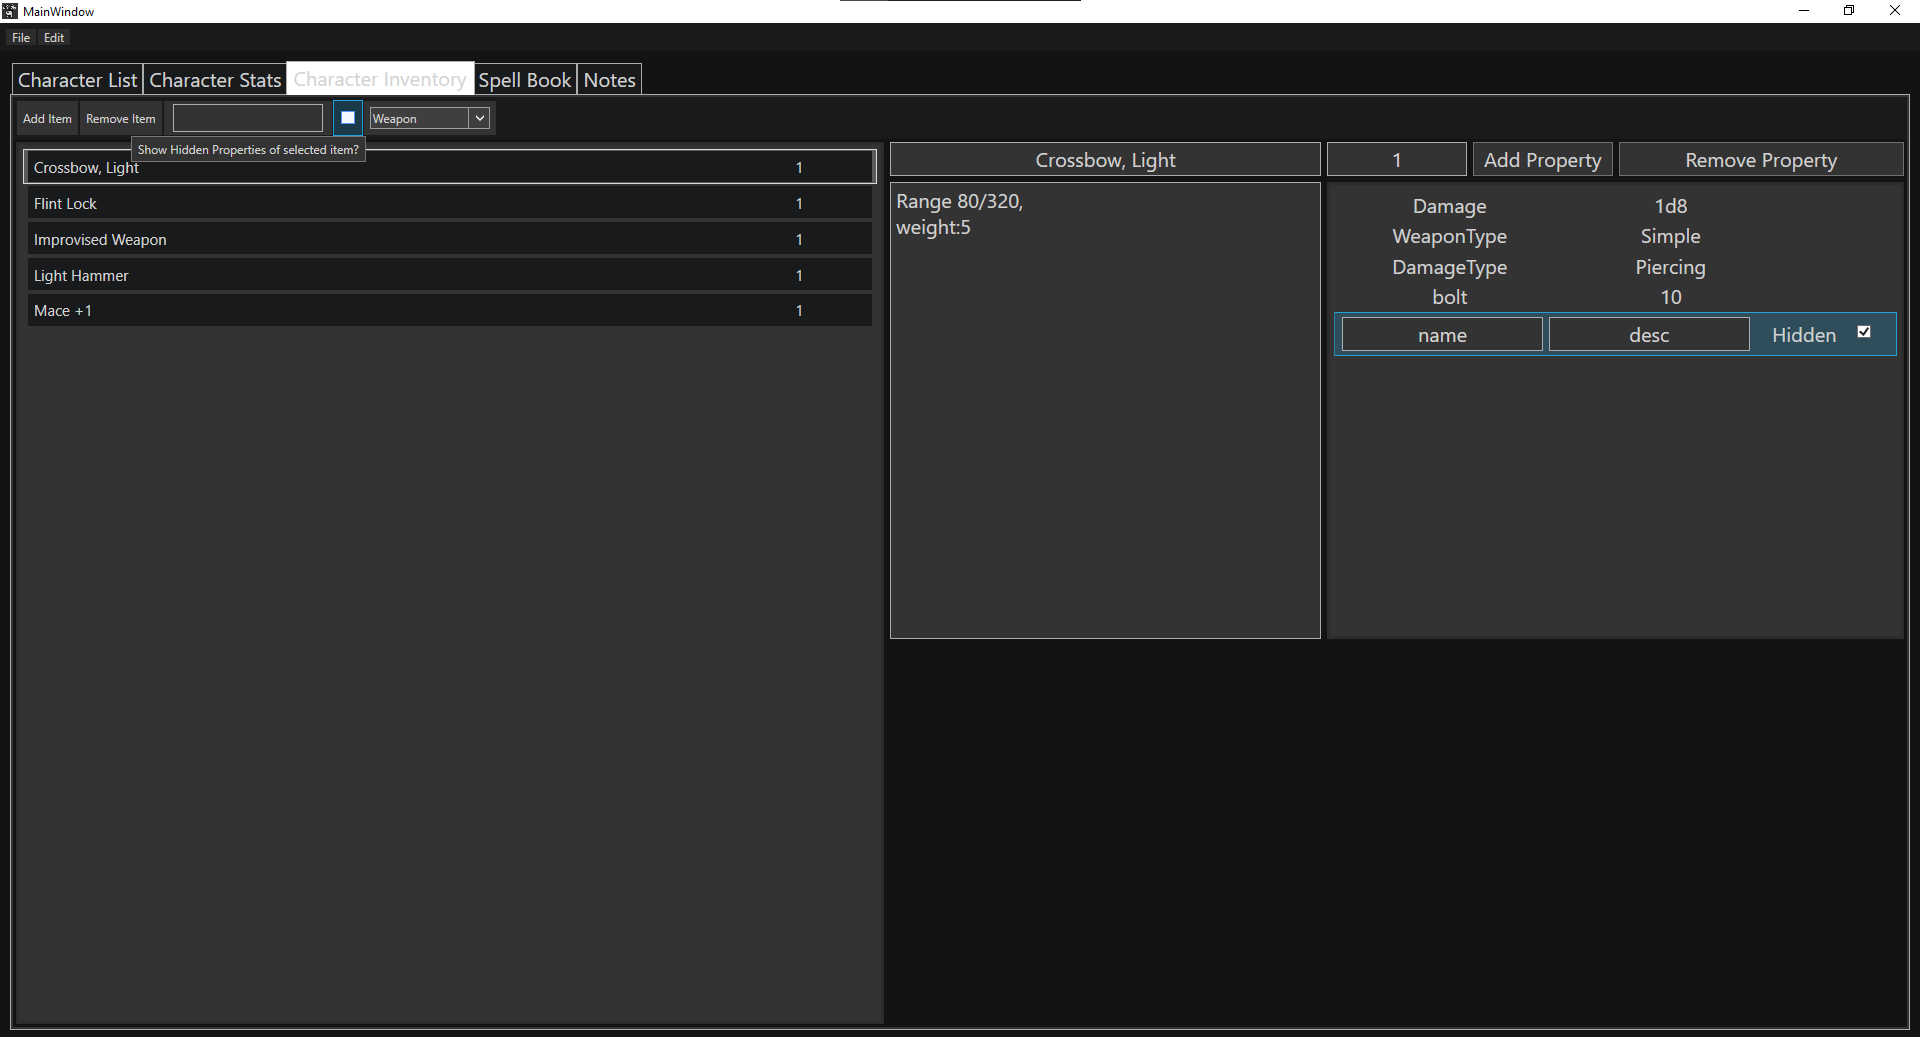 MainWindow
File Edit
Character List Character Stats Character Inventory Spell Book Notes
Add Item Remove Item Weapon
Show Hidden Properties of selected item?
Crossbow, Light 1
Flint Lock 1
Improvised Weapon 1
Light Hammer 1
Mace +1 1
Crossbow, Light 1 Add Property Remove Property
Range 80/320,
weight:5
Damage 1d8
WeaponType Simple
DamageType Piercing
bolt 10
name desc Hidden